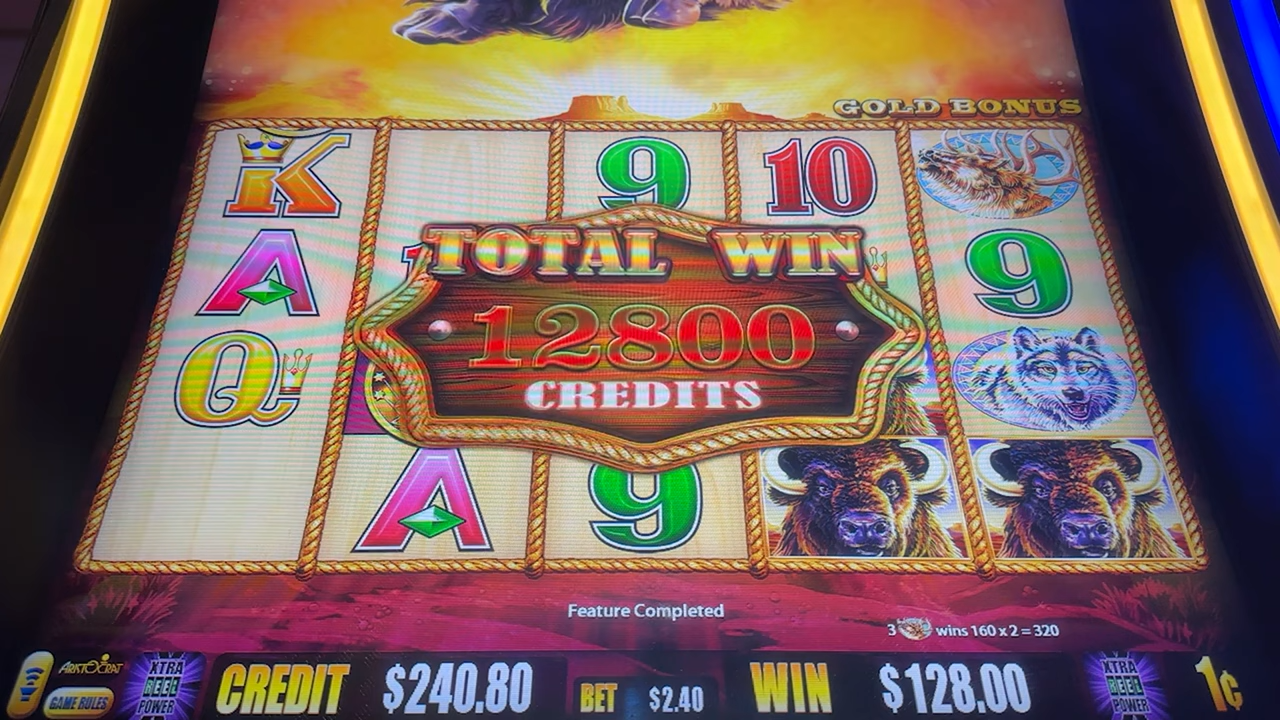 GOLD BONUS
K
9
10
A
TOTAL WIN
9
12800
Q
CREDITS
A
9
Feature Completed
3 wins 160 x 2 = 320
ARISTOCRAT
GAME RULES
XTRA
REEL
POWER
CREDIT $240.80
BET $2.40
WIN $128.00
XTRA
REEL
POWER
1¢